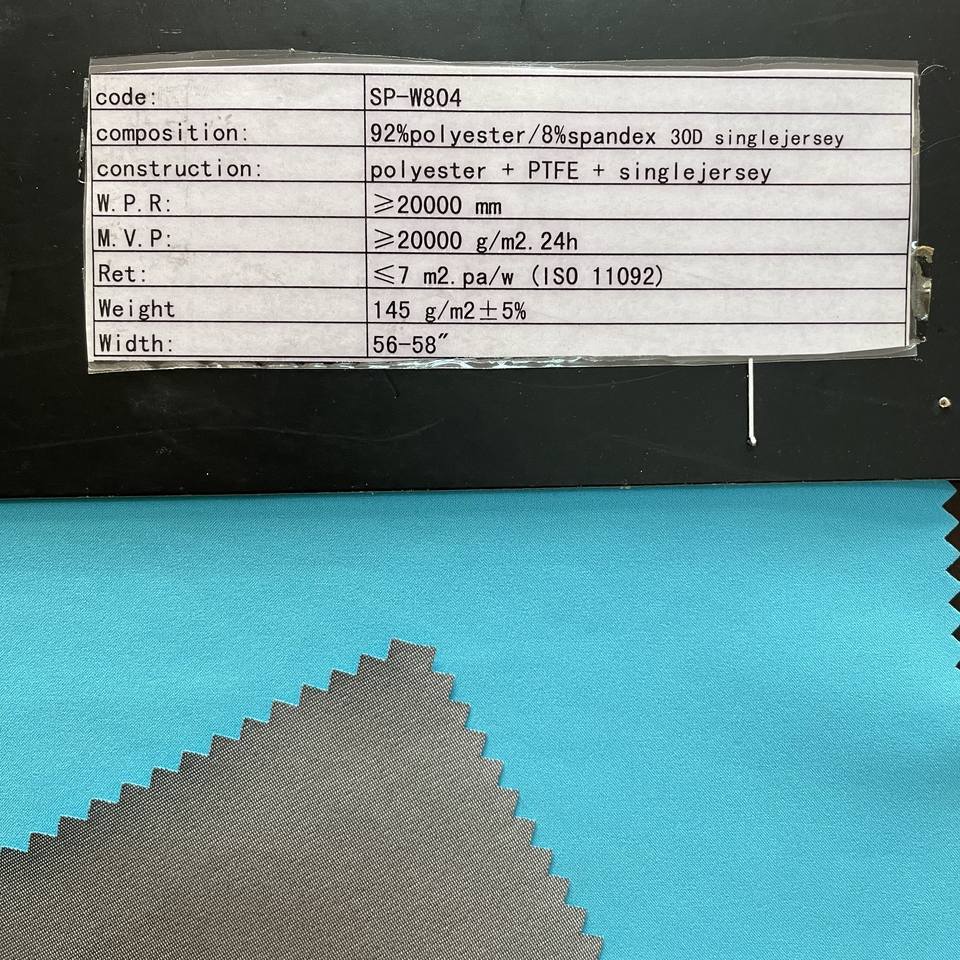 code: SP-W804
composition: 92%polyester/8%spandex 30D singlejersey
construction: polyester + PTFE + singlejersey
W.P.R: ≥20000 mm
M.V.P: ≥20000 g/m2.24h
Ret: ≤7 m2.pa/w (ISO 11092)
Weight 145 g/m2±5%
Width: 56-58″